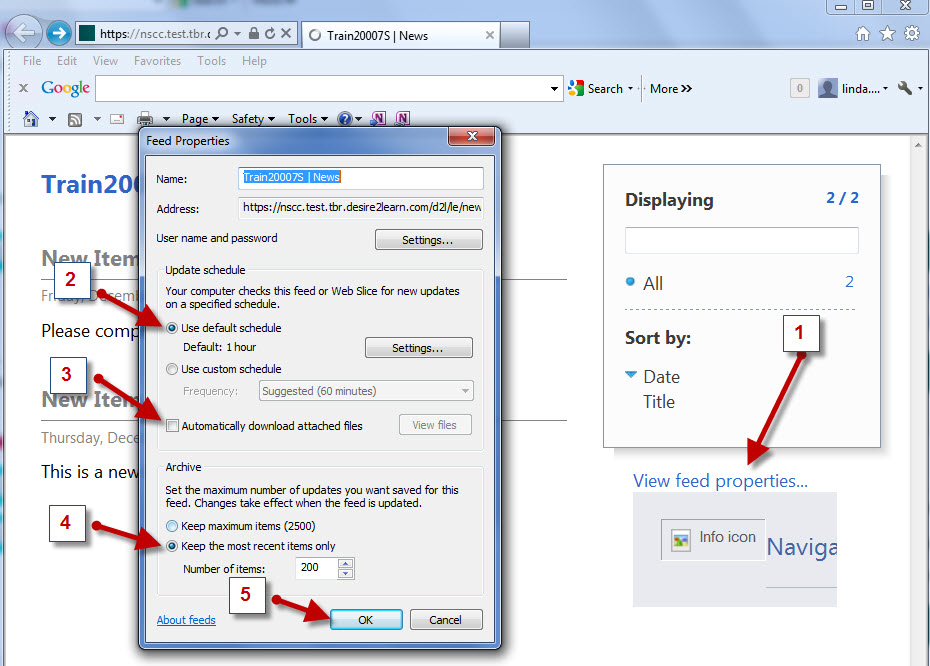 https://nscc.test.tbr.
Train20007S | News
File Edit View Favorites Tools Help
x Google
Search
More »
0
linda....
Page Safety Tools
Feed Properties
Name: Train20007S | News
Address: https://nscc.test.tbr.desire2learn.com/d2l/le/new
User name and password Settings...
Update schedule
Your computer checks this feed or Web Slice for new updates
on a specified schedule.
Use default schedule
Default: 1 hour Settings...
Use custom schedule
Frequency: Suggested (60 minutes)
Automatically download attached files View files
Archive
Set the maximum number of updates you want saved for this
feed. Changes take effect when the feed is updated.
Keep maximum items (2500)
Keep the most recent items only
Number of items: 200
About feeds OK Cancel
2
3
4
5
Train200
New Item
Please comp
New Item
Thursday, Dece
This is a new
Displaying 2 / 2
All 2
Sort by:
Date
Title
1
View feed properties...
Info icon
Naviga